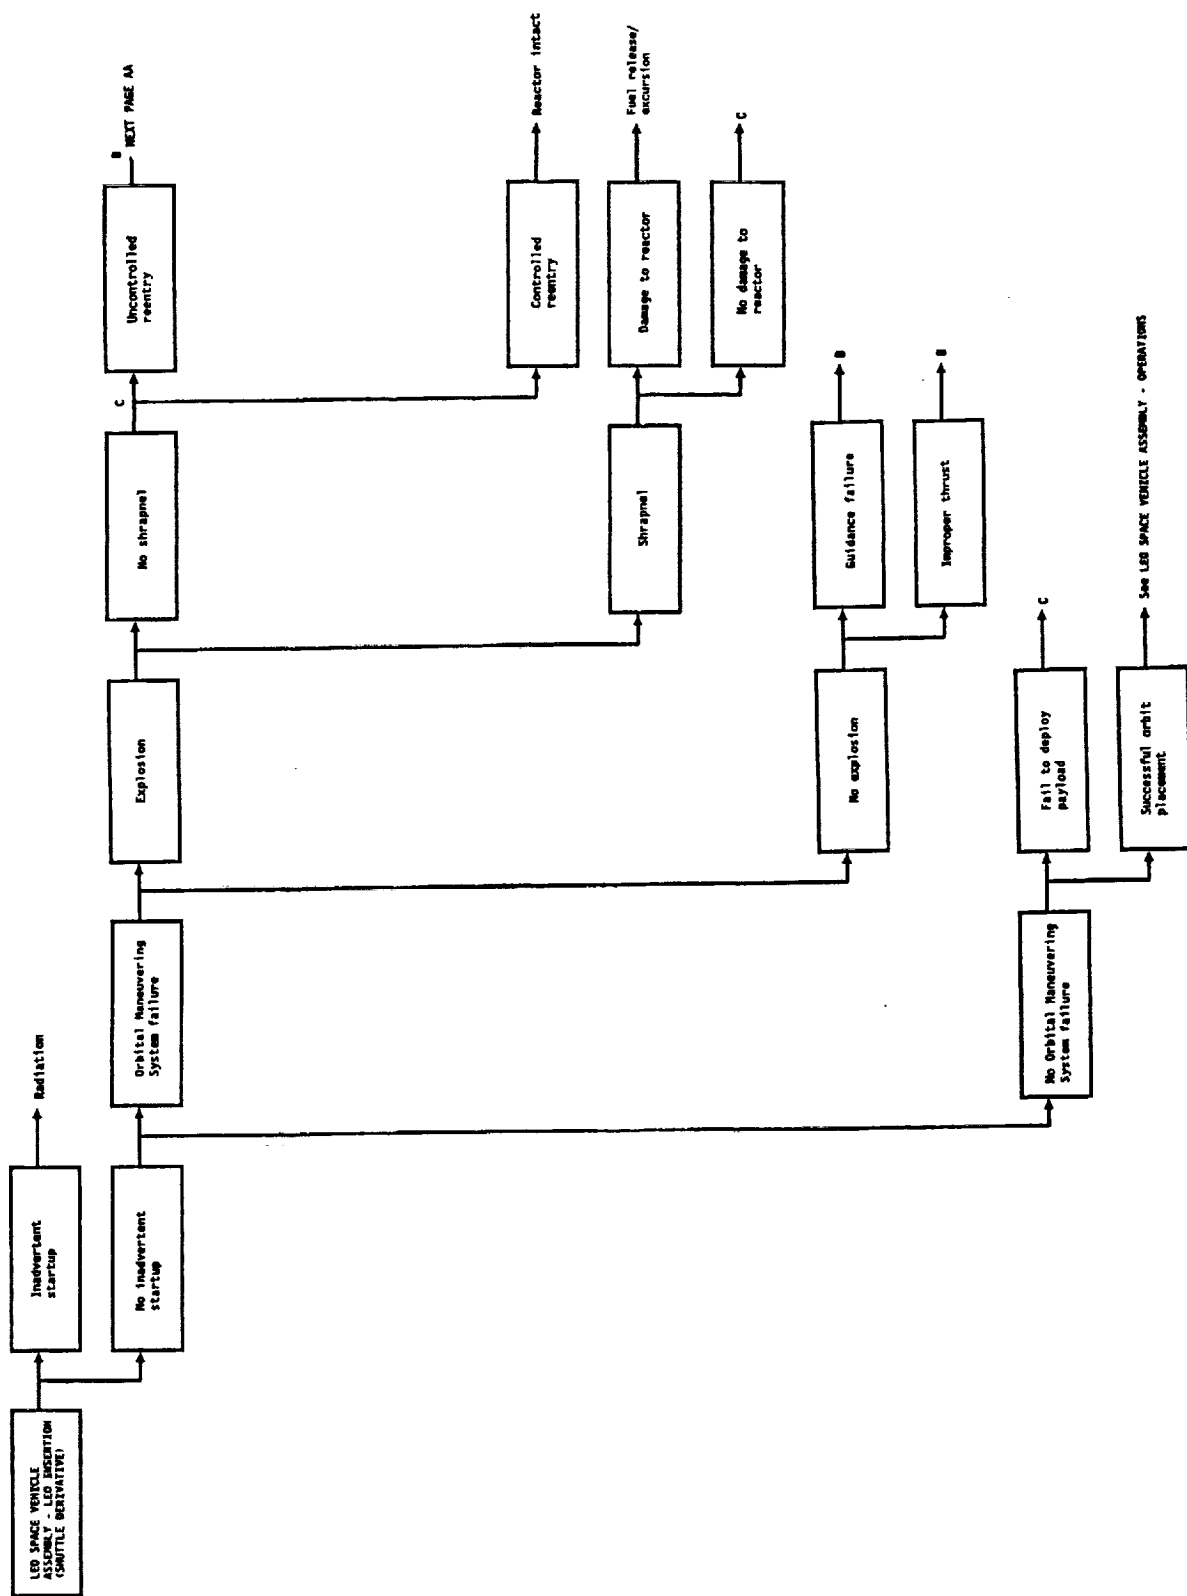 LEO SPACE VEHICLE
ASSEMBLY - LEO INSERTION
(SHUTTLE DERIVATIVE)
Inadvertent
startup
Radiation
No inadvertent
startup
Orbital Maneuvering
System failure
Explosion
No shrapnel
C
Uncontrolled
reentry
B
NEXT PAGE AA
Controlled
reentry
Reactor intact
Shrapnel
Damage to reactor
Fuel release/
excursion
No damage to
reactor
C
No explosion
Guidance failure
B
Improper thrust
B
No Orbital Maneuvering
System failure
Fail to deploy
payload
C
Successful orbit
placement
See LEO SPACE VEHICLE ASSEMBLY - OPERATIONS